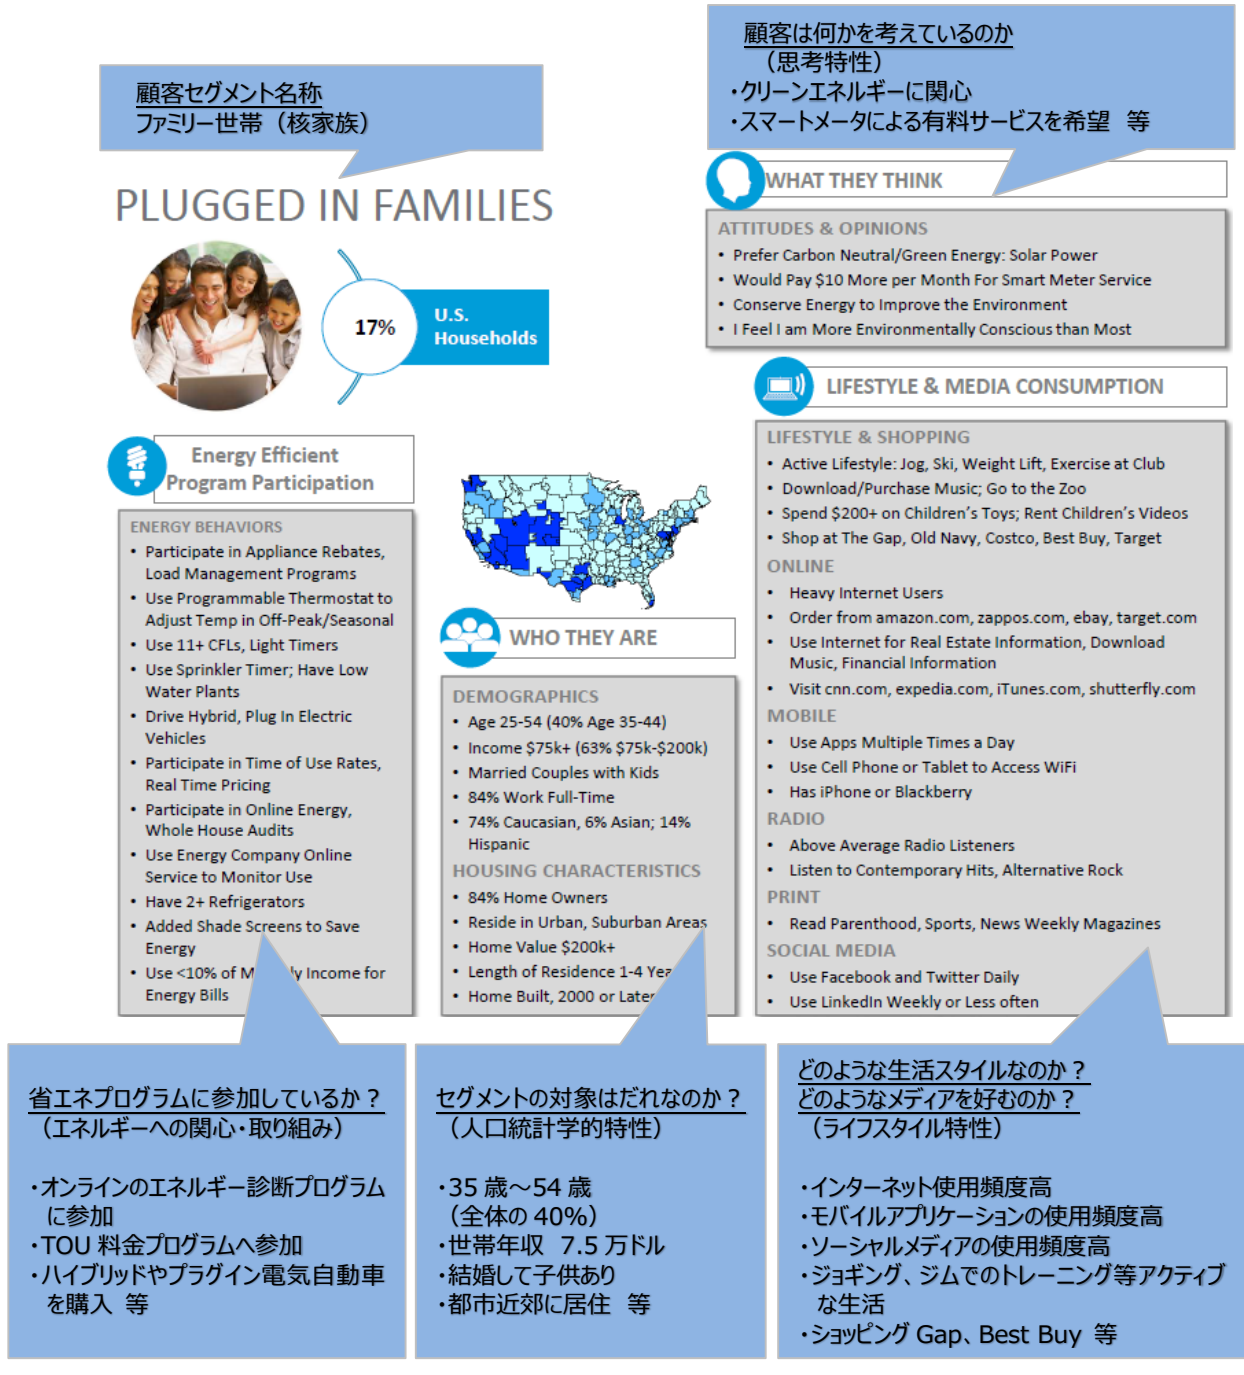 顧客セグメント名称
ファミリー世帯（核家族）
顧客は何かを考えているのか
（思考特性）
・クリーンエネルギーに関心
・スマートメータによる有料サービスを希望 等
PLUGGED IN FAMILIES
17%
U.S.
Households
WHAT THEY THINK
ATTITUDES & OPINIONS
• Prefer Carbon Neutral/Green Energy: Solar Power
• Would Pay $10 More per Month For Smart Meter Service
• Conserve Energy to Improve the Environment
• I Feel I am More Environmentally Conscious than Most
Energy Efficient
Program Participation
ENERGY BEHAVIORS
• Participate in Appliance Rebates,
Load Management Programs
• Use Programmable Thermostat to
Adjust Temp in Off-Peak/Seasonal
• Use 11+ CFLs, Light Timers
• Use Sprinkler Timer; Have Low
Water Plants
• Drive Hybrid, Plug In Electric
Vehicles
• Participate in Time of Use Rates,
Real Time Pricing
• Participate in Online Energy,
Whole House Audits
• Use Energy Company Online
Service to Monitor Use
• Have 2+ Refrigerators
• Added Shade Screens to Save
Energy
• Use <10% of Income for
Energy Bills
WHO THEY ARE
DEMOGRAPHICS
• Age 25-54 (40% Age 35-44)
• Income $75k+ (63% $75k-$200k)
• Married Couples with Kids
• 84% Work Full-Time
• 74% Caucasian, 6% Asian; 14%
Hispanic
HOUSING CHARACTERISTICS
• 84% Home Owners
• Reside in Urban, Suburban Areas
• Home Value $200k+
• Length of Residence 1-4
• Home Built, 2000 or Later
LIFESTYLE & MEDIA CONSUMPTION
LIFESTYLE & SHOPPING
• Active Lifestyle: Jog, Ski, Weight Lift, Exercise at Club
• Download/Purchase Music; Go to the Zoo
• Spend $200+ on Children's Toys; Rent Children's Videos
• Shop at The Gap, Old Navy, Costco, Best Buy, Target
ONLINE
• Heavy Internet Users
• Order from amazon.com, zappos.com, ebay, target.com
• Use Internet for Real Estate Information, Download
Music, Financial Information
• Visit cnn.com, expedia.com, iTunes.com, shutterfly.com
MOBILE
• Use Apps Multiple Times a Day
• Use Cell Phone or Tablet to Access WiFi
• Has iPhone or Blackberry
RADIO
• Above Average Radio Listeners
• Listen to Contemporary Hits, Alternative Rock
PRINT
• Read Parenthood, Sports, News Weekly Magazines
SOCIAL MEDIA
• Use Facebook and Twitter Daily
• Use LinkedIn Weekly or Less often
省エネプログラムに参加しているか？
（エネルギーへの関心・取り組み）
・オンラインのエネルギー診断プログラム
に参加
・TOU 料金プログラムへ参加
・ハイブリッドやプラグイン電気自動車
を購入 等
セグメントの対象はだれなのか？
（人口統計学的特性）
・35 歳～54 歳
（全体の 40%）
・世帯年収 7.5 万ドル
・結婚して子供あり
・都市近郊に居住 等
どのような生活スタイルなのか？
どのようなメディアを好むのか？
（ライフスタイル特性）
・インターネット使用頻度高
・モバイルアプリケーションの使用頻度高
・ソーシャルメディアの使用頻度高
・ジョギング、ジムでのトレーニング等アクティブ
な生活
・ショッピング Gap、Best Buy 等